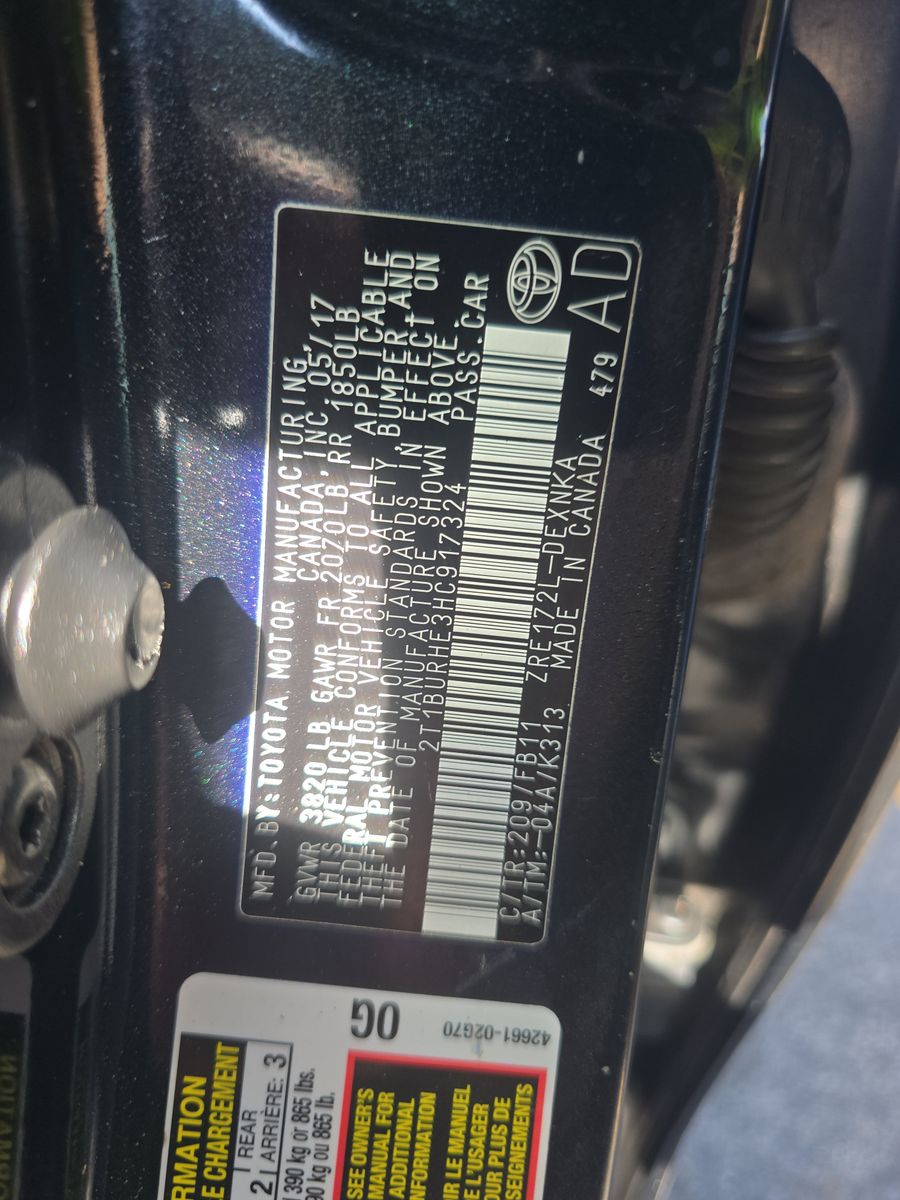 MFD. BY: TOYOTA MOTOR MANUFACTURING
CANADA, INC. 05/17
GVWR 3820 LB GAWR FR 2070LB RR 1850LB
THIS VEHICLE CONFORMS TO ALL APPLICABLE
FEDERAL MOTOR VEHICLE SAFETY, BUMPER, AND
THEFT PREVENTION STANDARDS IN EFFECT ON
THE DATE OF MANUFACTURE SHOWN ABOVE.
2T1BURHE3HC917324 PASS. CAR
C/TR:209/FB11 ZRE172L-DEXNKA
A/TM:-04A/K313 MADE IN CANADA 479 AD
OG
42661-02G70
RMATION
E CHARGEMENT
2 | REAR
ARRIÈRE: 3
390 kg or 865 lbs.
90 kg ou 865 lb.
SEE OWNER'S
MANUAL FOR
ADDITIONAL
NFORMATION
IR LE MANUEL
E L'USAGER
OUR PLUS DE
SEIGNEMENTS